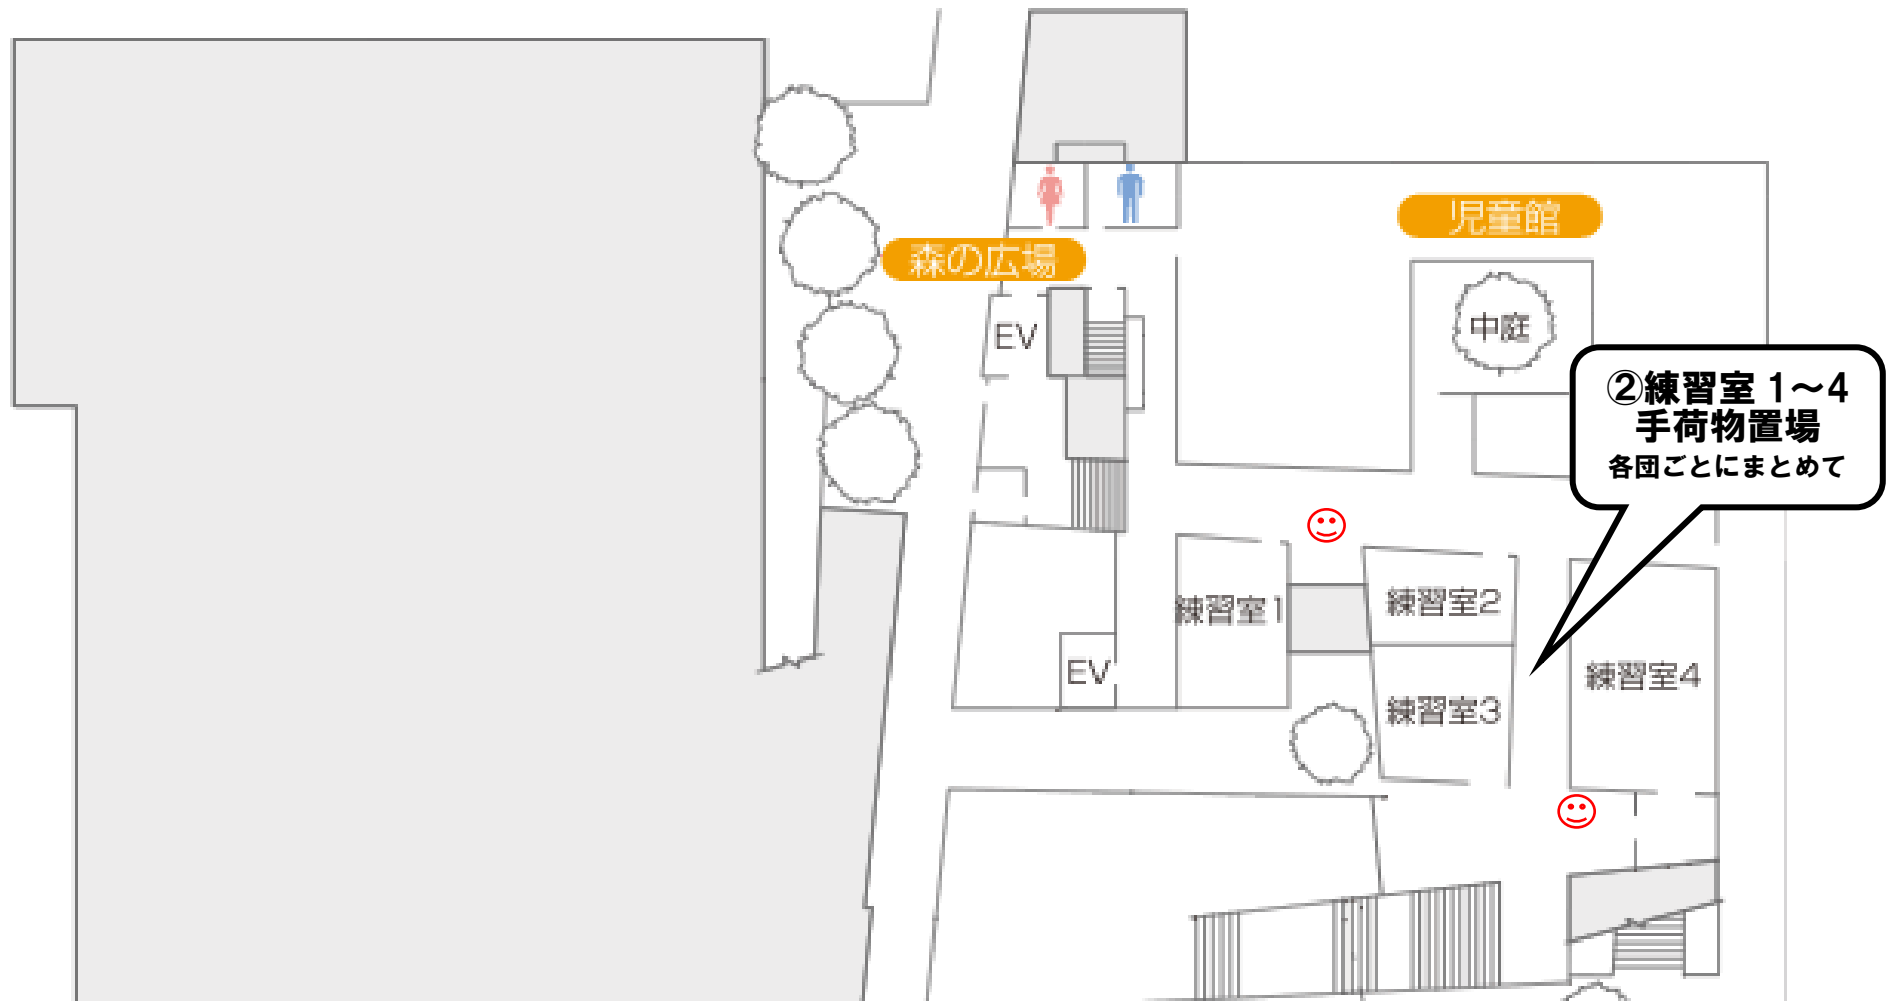 児童館
森の広場
EV
中庭
②練習室 1～4
手荷物置場
各団ごとにまとめて
練習室1
練習室2
EV
練習室4
練習室3